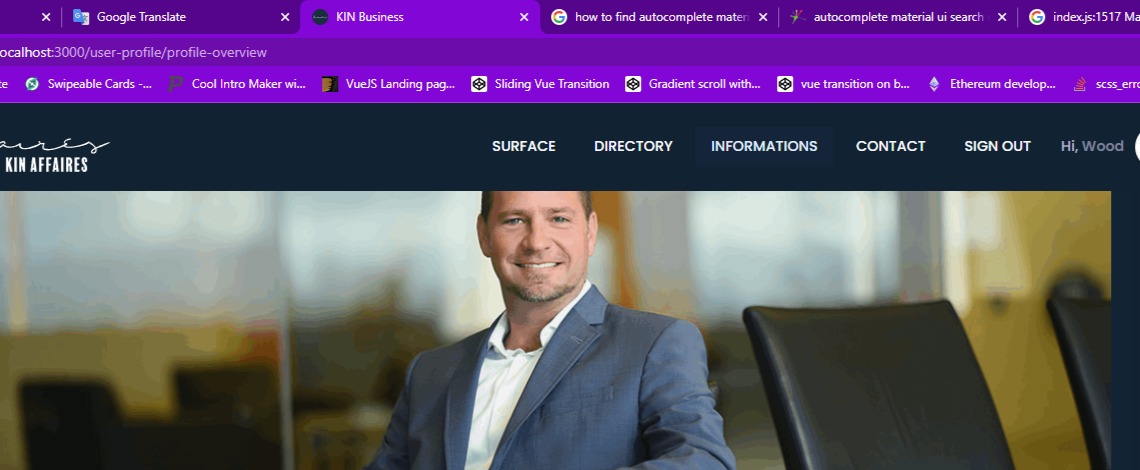 Google Translate
KIN Business
how to find autocomplete mater
autocomplete material ui search
index.js:1517 Ma
ocalhost:3000/user-profile/profile-overview
te
Swipeable Cards -...
Cool Intro Maker wi...
VueJS Landing pag...
Sliding Vue Transition
Gradient scroll with...
vue transition on b...
Ethereum develop...
scss_erro
SURFACE
DIRECTORY
INFORMATIONS
CONTACT
SIGN OUT
Hi, Wood
KIN AFFAIRES